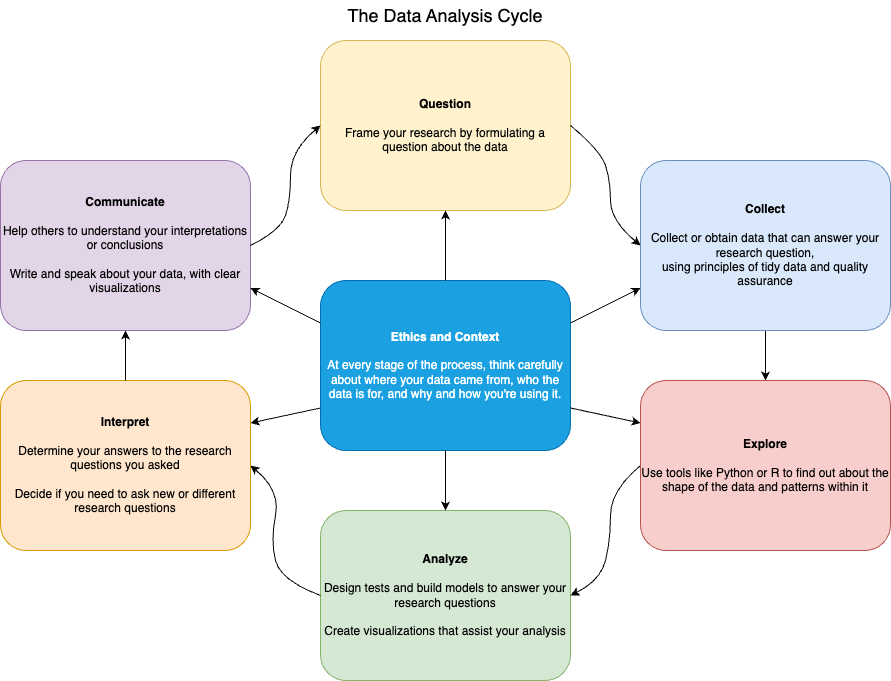 The Data Analysis Cycle
Question
Frame your research by formulating a
question about the data
Communicate
Help others to understand your interpretations
or conclusions
Write and speak about your data, with clear
visualizations
Collect
Collect or obtain data that can answer your
research question,
using principles of tidy data and quality
assurance
Ethics and Context
At every stage of the process, think carefully
about where your data came from, who the
data is for, and why and how you're using it.
Interpret
Determine your answers to the research
questions you asked
Decide if you need to ask new or different
research questions
Explore
Use tools like Python or R to find out about the
shape of the data and patterns within it
Analyze
Design tests and build models to answer your
research questions
Create visualizations that assist your analysis